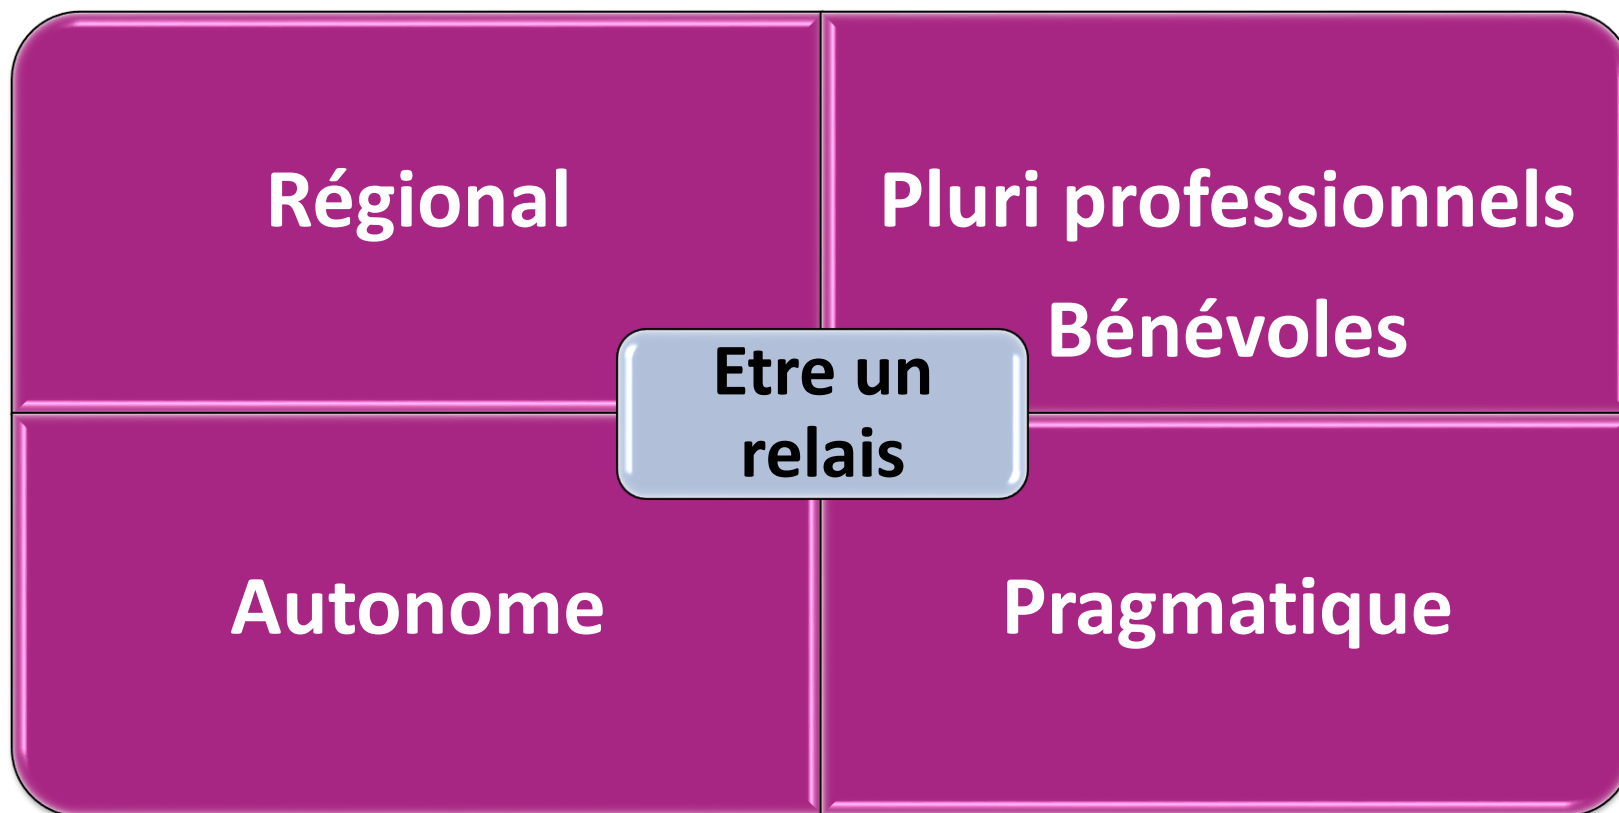 Régional
Pluri professionnels
Bénévoles
Etre un
relais
Autonome
Pragmatique